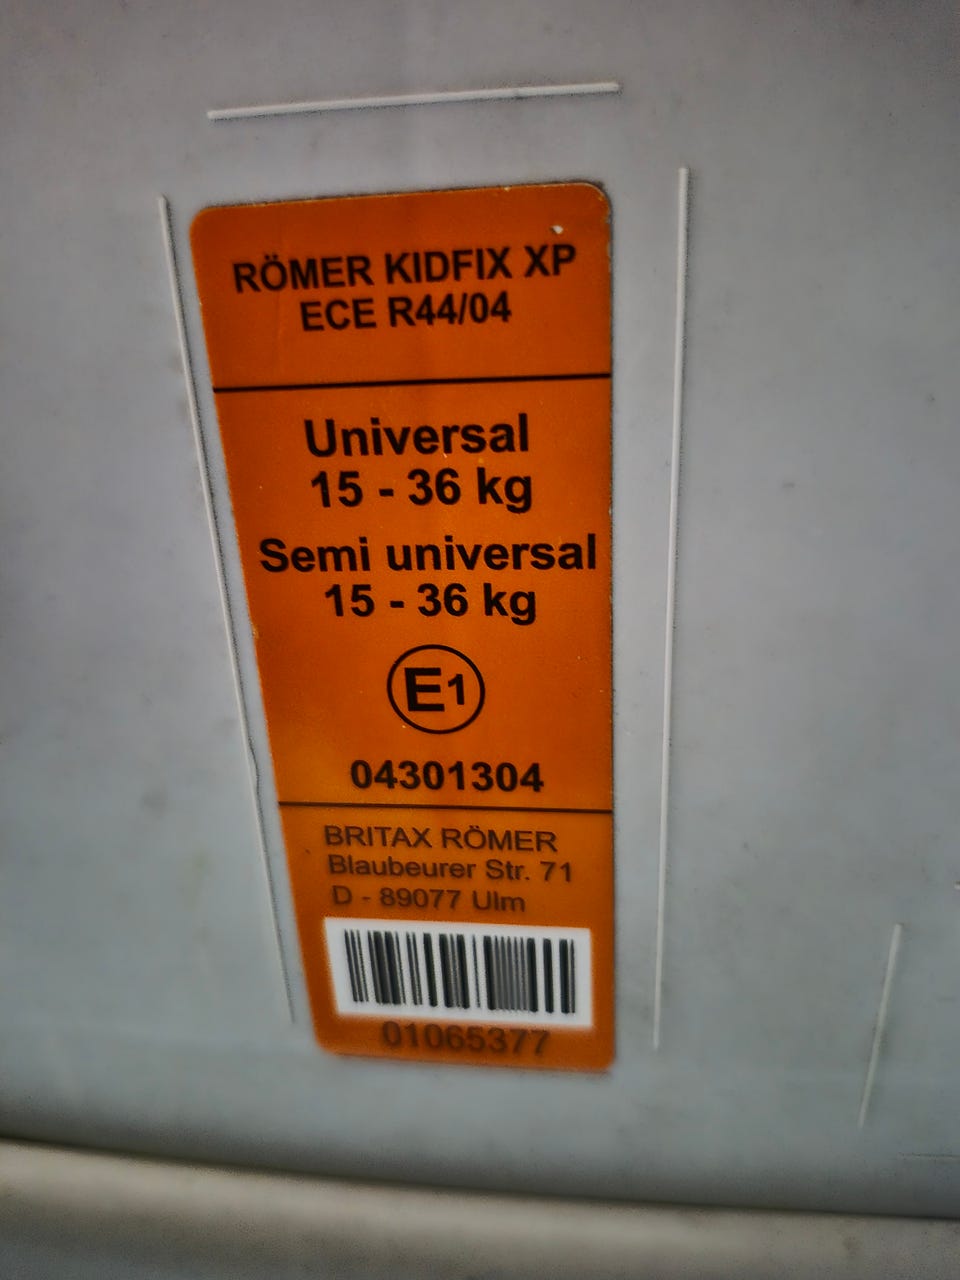 RÖMER KIDFIX XP
ECE R44/04
Universal
15 - 36 kg
Semi universal
15 - 36 kg
E1
04301304
BRITAX RÖMER
Blaubeurer Str. 71
D - 89077 Ulm
01065377